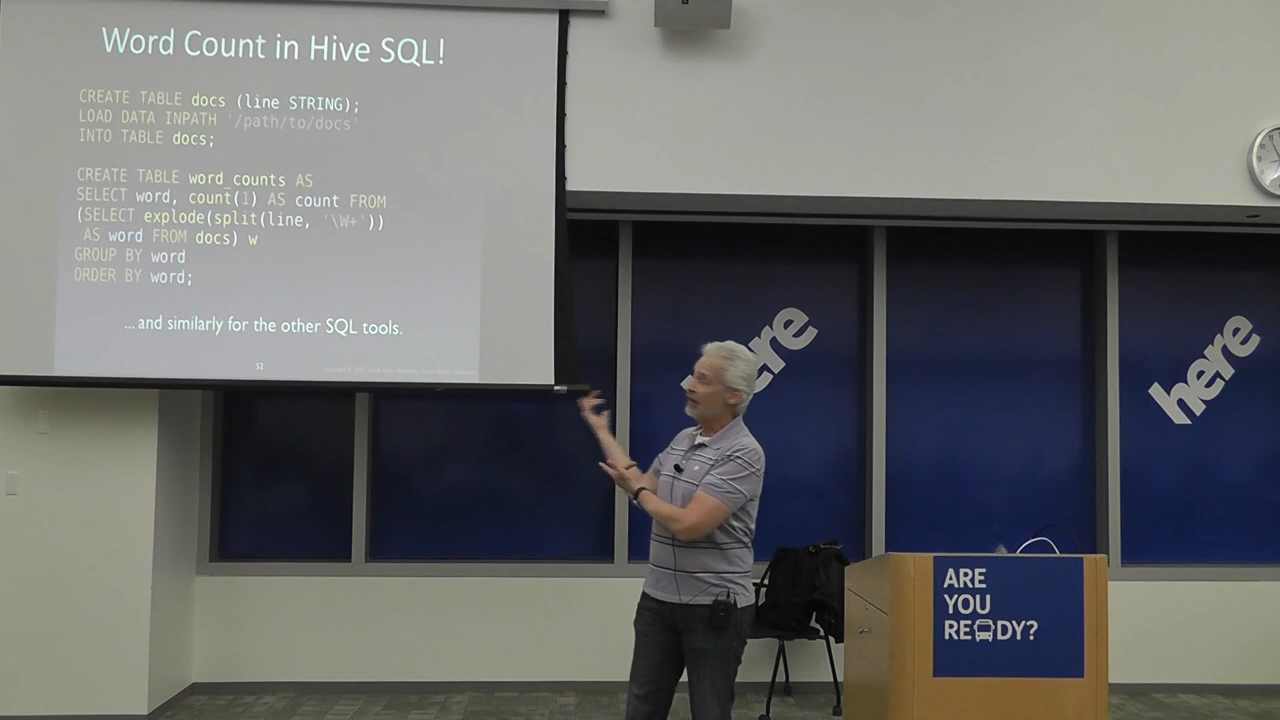 Word Count in Hive SQL!
CREATE TABLE docs (line STRING);
LOAD DATA INPATH '/path/to/docs'
INTO TABLE docs;
CREATE TABLE word_counts AS
SELECT word, count(1) AS count FROM
(SELECT explode(split(line, '\W+'))
AS word FROM docs) w
GROUP BY word
ORDER BY word;
...and similarly for the other SQL tools.
52
here
here
ARE
YOU
READY?